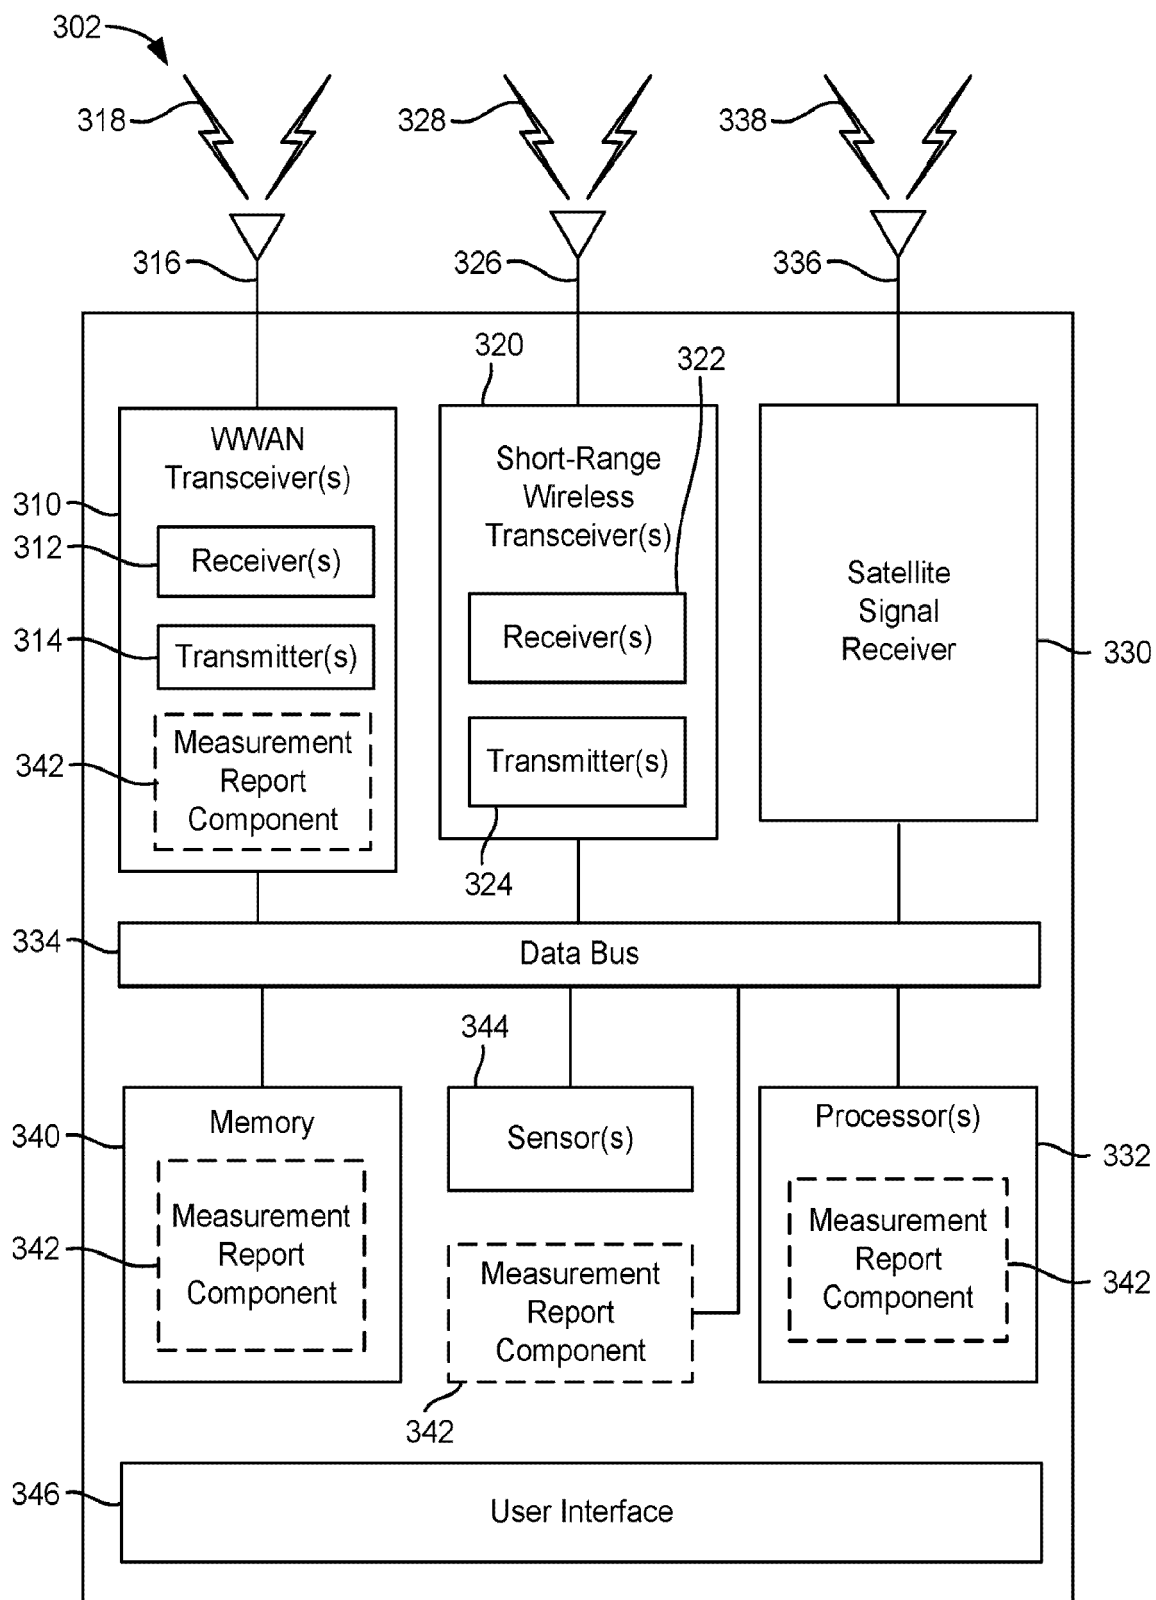 302
318
328
338
316
326
336
320
322
WWAN
Transceiver(s)
310
312
Receiver(s)
314
Transmitter(s)
342
Measurement
Report
Component
Short-Range
Wireless
Transceiver(s)
Receiver(s)
Transmitter(s)
324
Satellite
Signal
Receiver
330
334
Data Bus
344
340
Memory
342
Measurement
Report
Component
Sensor(s)
Measurement
Report
Component
342
Processor(s)
332
Measurement
Report
Component
342
346
User Interface